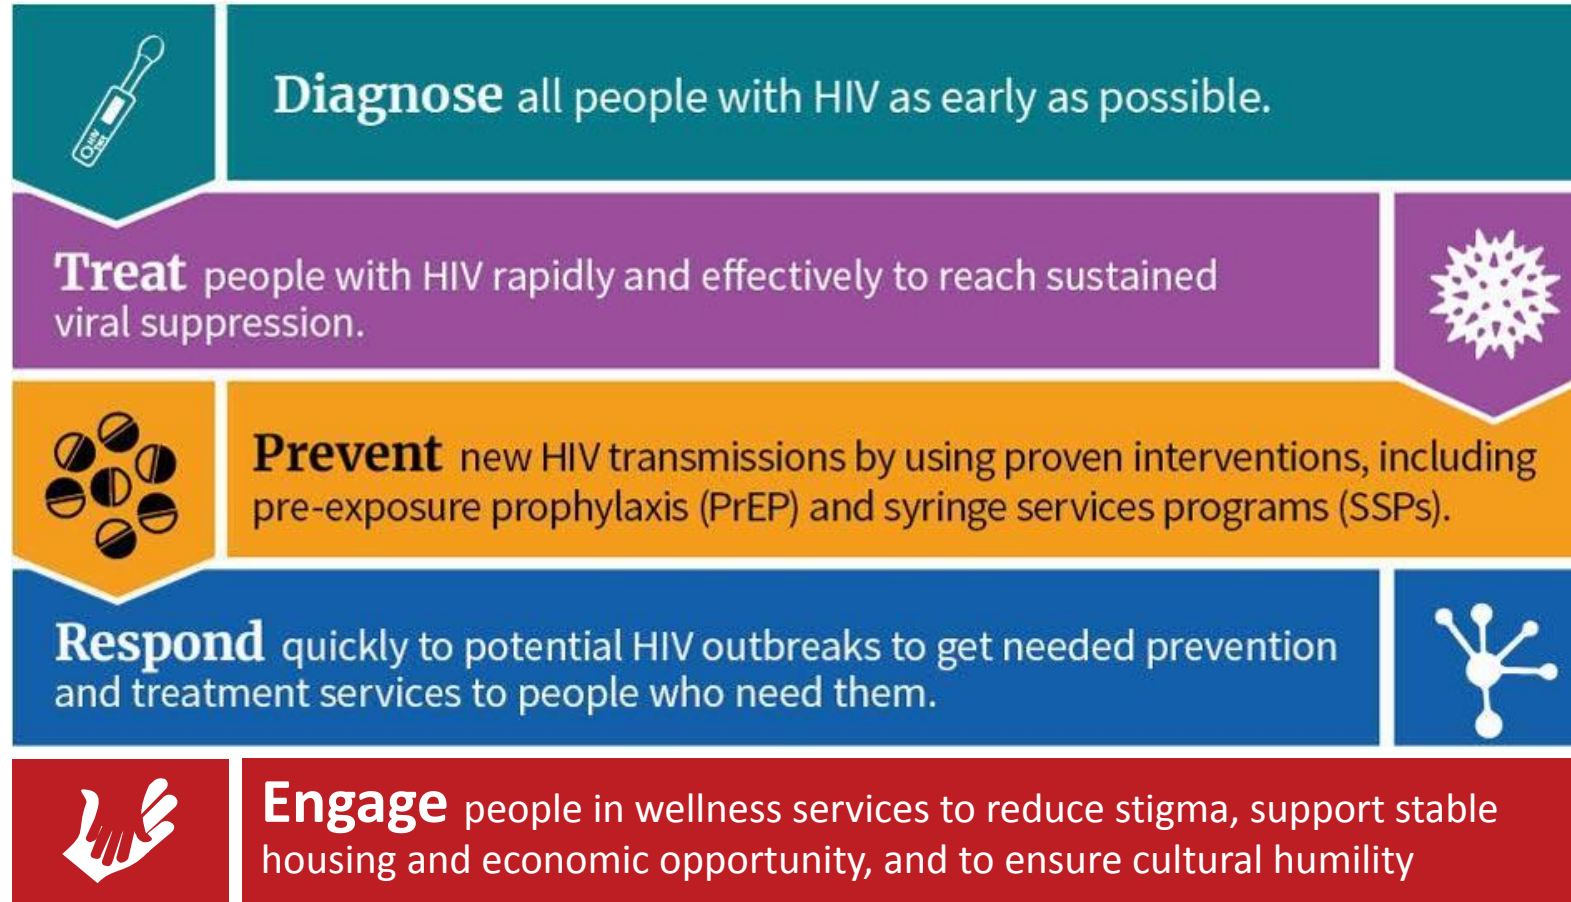 Diagnose all people with HIV as early as possible.
Treat people with HIV rapidly and effectively to reach sustained
viral suppression.
Prevent new HIV transmissions by using proven interventions, including
pre-exposure prophylaxis (PrEP) and syringe services programs (SSPs).
Respond quickly to potential HIV outbreaks to get needed prevention
and treatment services to people who need them.
Engage people in wellness services to reduce stigma, support stable
housing and economic opportunity, and to ensure cultural humility